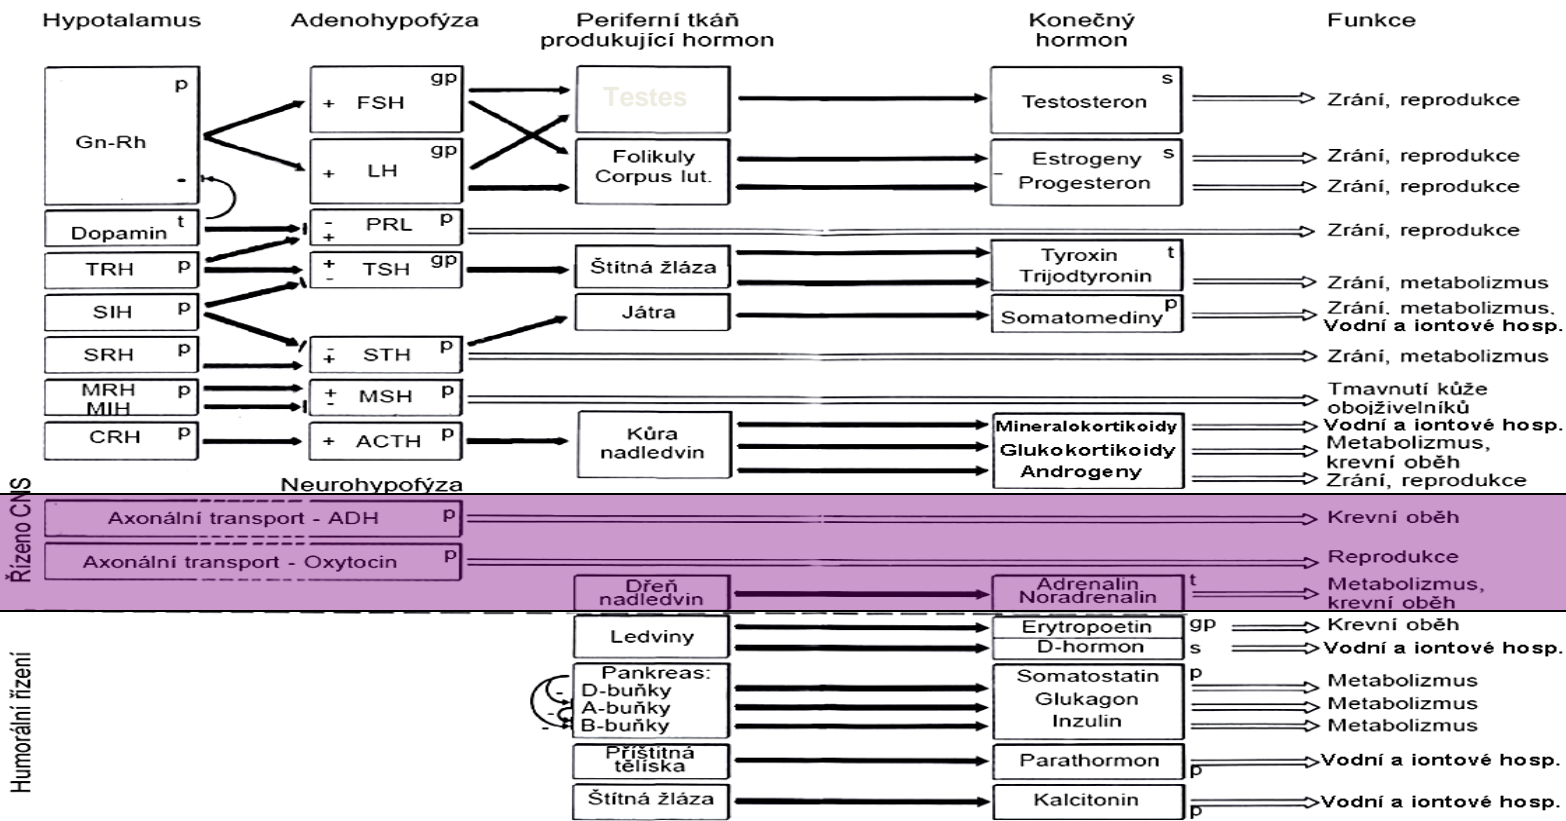 Hypotalamus
Adenohypofýza
Periferní tkáň
produkující hormon
Konečný
hormon
Funkce
Gn-Rh p
-
+ FSH gp
Testes
Testosteron s
Zrání, reprodukce
+ LH gp
Folikuly
Corpus lut.
Estrogeny s
- Progesteron
Zrání, reprodukce
Zrání, reprodukce
Dopamin t
- + PRL p
Zrání, reprodukce
TRH p
+ - TSH gp
Štítná žláza
Tyroxin t
Trijodtyronin
Zrání, metabolizmus
SIH p
Játra
Somatomediny p
Zrání, metabolizmus.
Vodní a iontové hosp.
SRH p
- + STH p
Zrání, metabolizmus
MRH p
MIH
+ - MSH p
Tmavnutí kůže
obojživelníků
CRH p
+ ACTH p
Kůra
nadledvin
Mineralokortikoidy
Glukokortikoidy
Androgeny
Vodní a iontové hosp.
Metabolizmus,
krevní oběh
Zrání, reprodukce
Neurohypofýza
Řízeno CNS
Axonální transport - ADH p
Krevní oběh
Axonální transport - Oxytocin p
Reprodukce
Dřeň
nadledvin
Adrenalin t
Noradrenalin
Metabolizmus,
krevní oběh
Humorální řízení
Ledviny
Erytropoetin gp
D-hormon s
Krevní oběh
Vodní a iontové hosp.
Pankreas:
D-buňky
A-buňky
B-buňky
-
-
-
Somatostatin p
Glukagon
Inzulin
Metabolizmus
Metabolizmus
Metabolizmus
Příštitná
tělíska
Parathormon p
Vodní a iontové hosp.
Štítná žláza
Kalcitonin p
Vodní a iontové hosp.